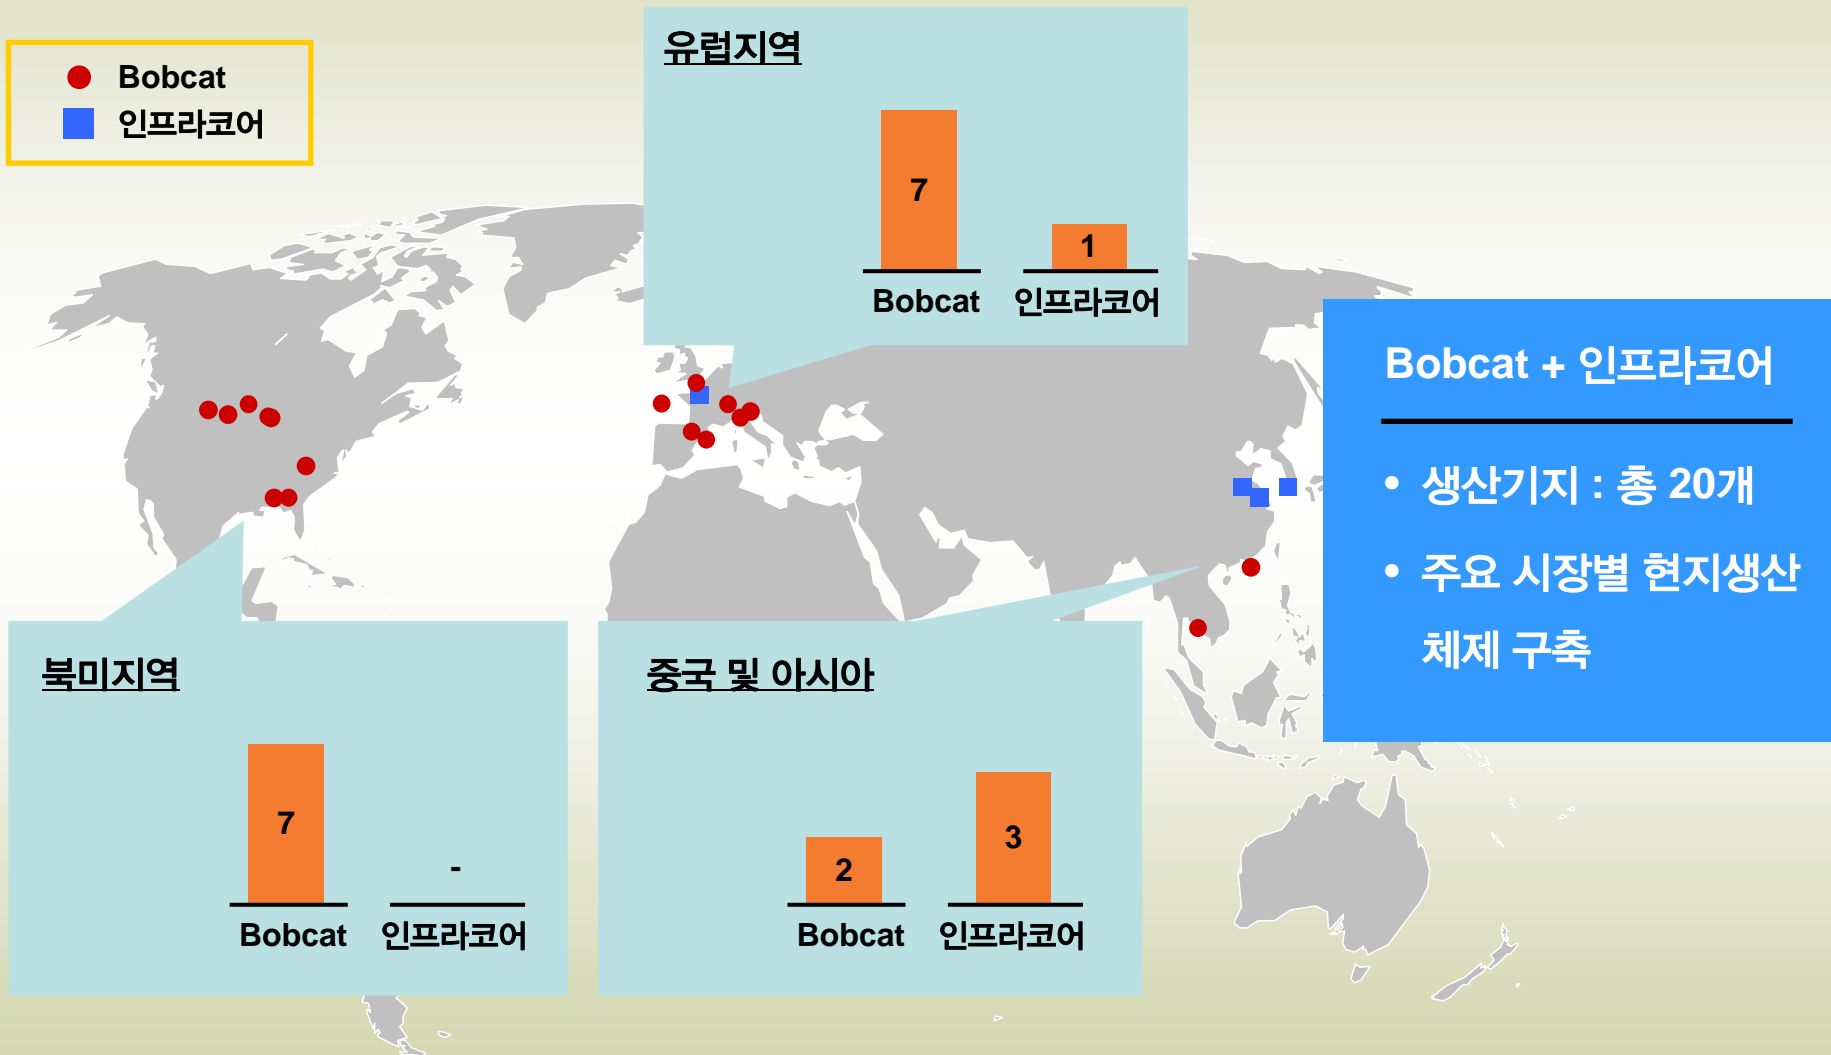 Bobcat
인프라코어
유럽지역
7
1
Bobcat 인프라코어
Bobcat + 인프라코어
• 생산기지 : 총 20개
• 주요 시장별 현지생산
체제 구축
북미지역
7
-
Bobcat 인프라코어
중국 및 아시아
2
3
Bobcat 인프라코어